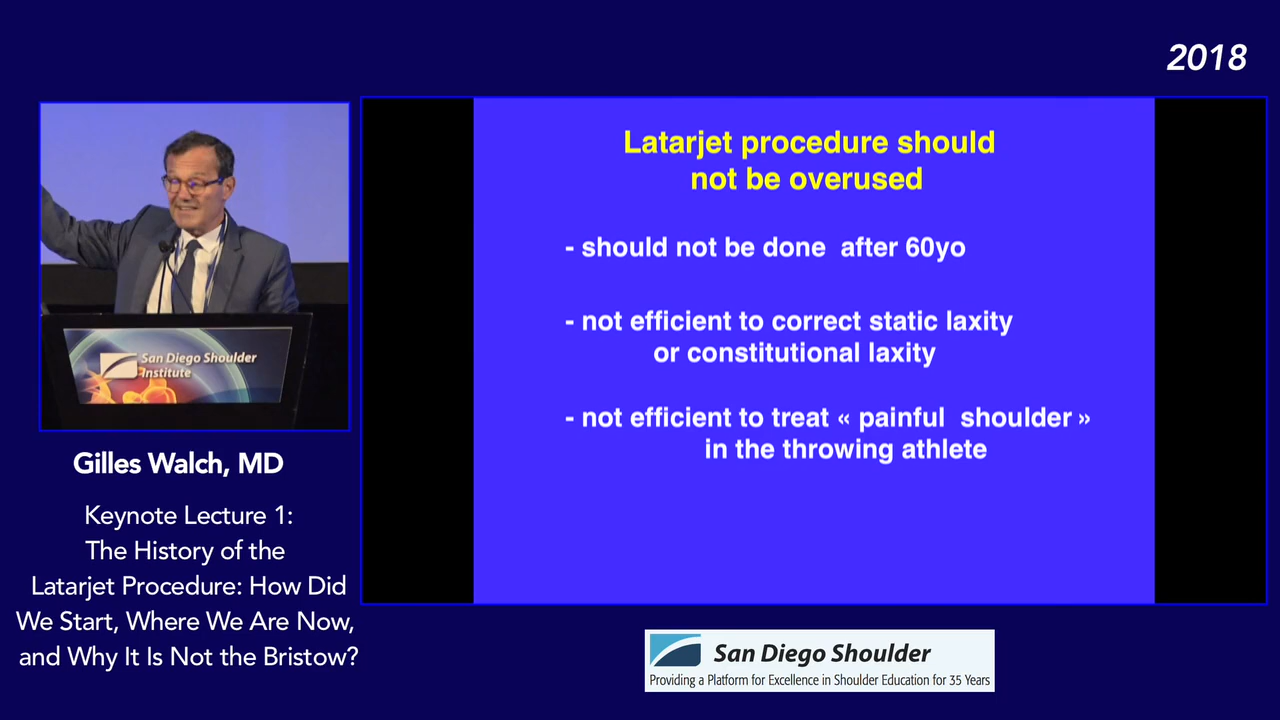 2018
Latarjet procedure should
not be overused
- should not be done after 60yo
- not efficient to correct static laxity
or constitutional laxity
- not efficient to treat « painful shoulder »
in the throwing athlete
San Diego Shoulder
Institute
Gilles Walch, MD
Keynote Lecture 1:
The History of the
Latarjet Procedure: How Did
We Start, Where We Are Now,
and Why It Is Not the Bristow?
San Diego Shoulder
Providing a Platform for Excellence in Shoulder Education for 35 Years